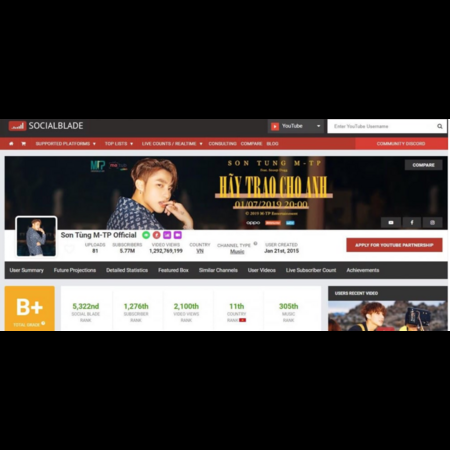 SOCIALBLADE
YouTube
Enter YouTube Username
SUPPORTED PLATFORMS
TOP LISTS
LIVE COUNTS / REALTIME
CONSULTING
COMPARE
BLOG
COMMUNITY DISCORD
SON TUNG M-TP
HÃY TRAO CHO ANH
01/07/2019 20:00
© 2019 M-TP Entertainment
oppo
COMPARE
Sơn Tùng M-TP Official
UPLOADS
81
SUBSCRIBERS
5.77M
VIDEO VIEWS
1,292,769,199
COUNTRY
VN
CHANNEL TYPE
Music
USER CREATED
Jan 21st, 2015
APPLY FOR YOUTUBE PARTNERSHIP
User Summary
Future Projections
Detailed Statistics
Featured Box
Similar Channels
User Videos
Live Subscriber Count
Achievements
B+
TOTAL GRADE
5,322nd
SOCIAL BLADE
RANK
1,276th
SUBSCRIBER
RANK
2,100th
VIDEO VIEWS
RANK
11th
COUNTRY
RANK
305th
MUSIC
RANK
USERS RECENT VIDEO